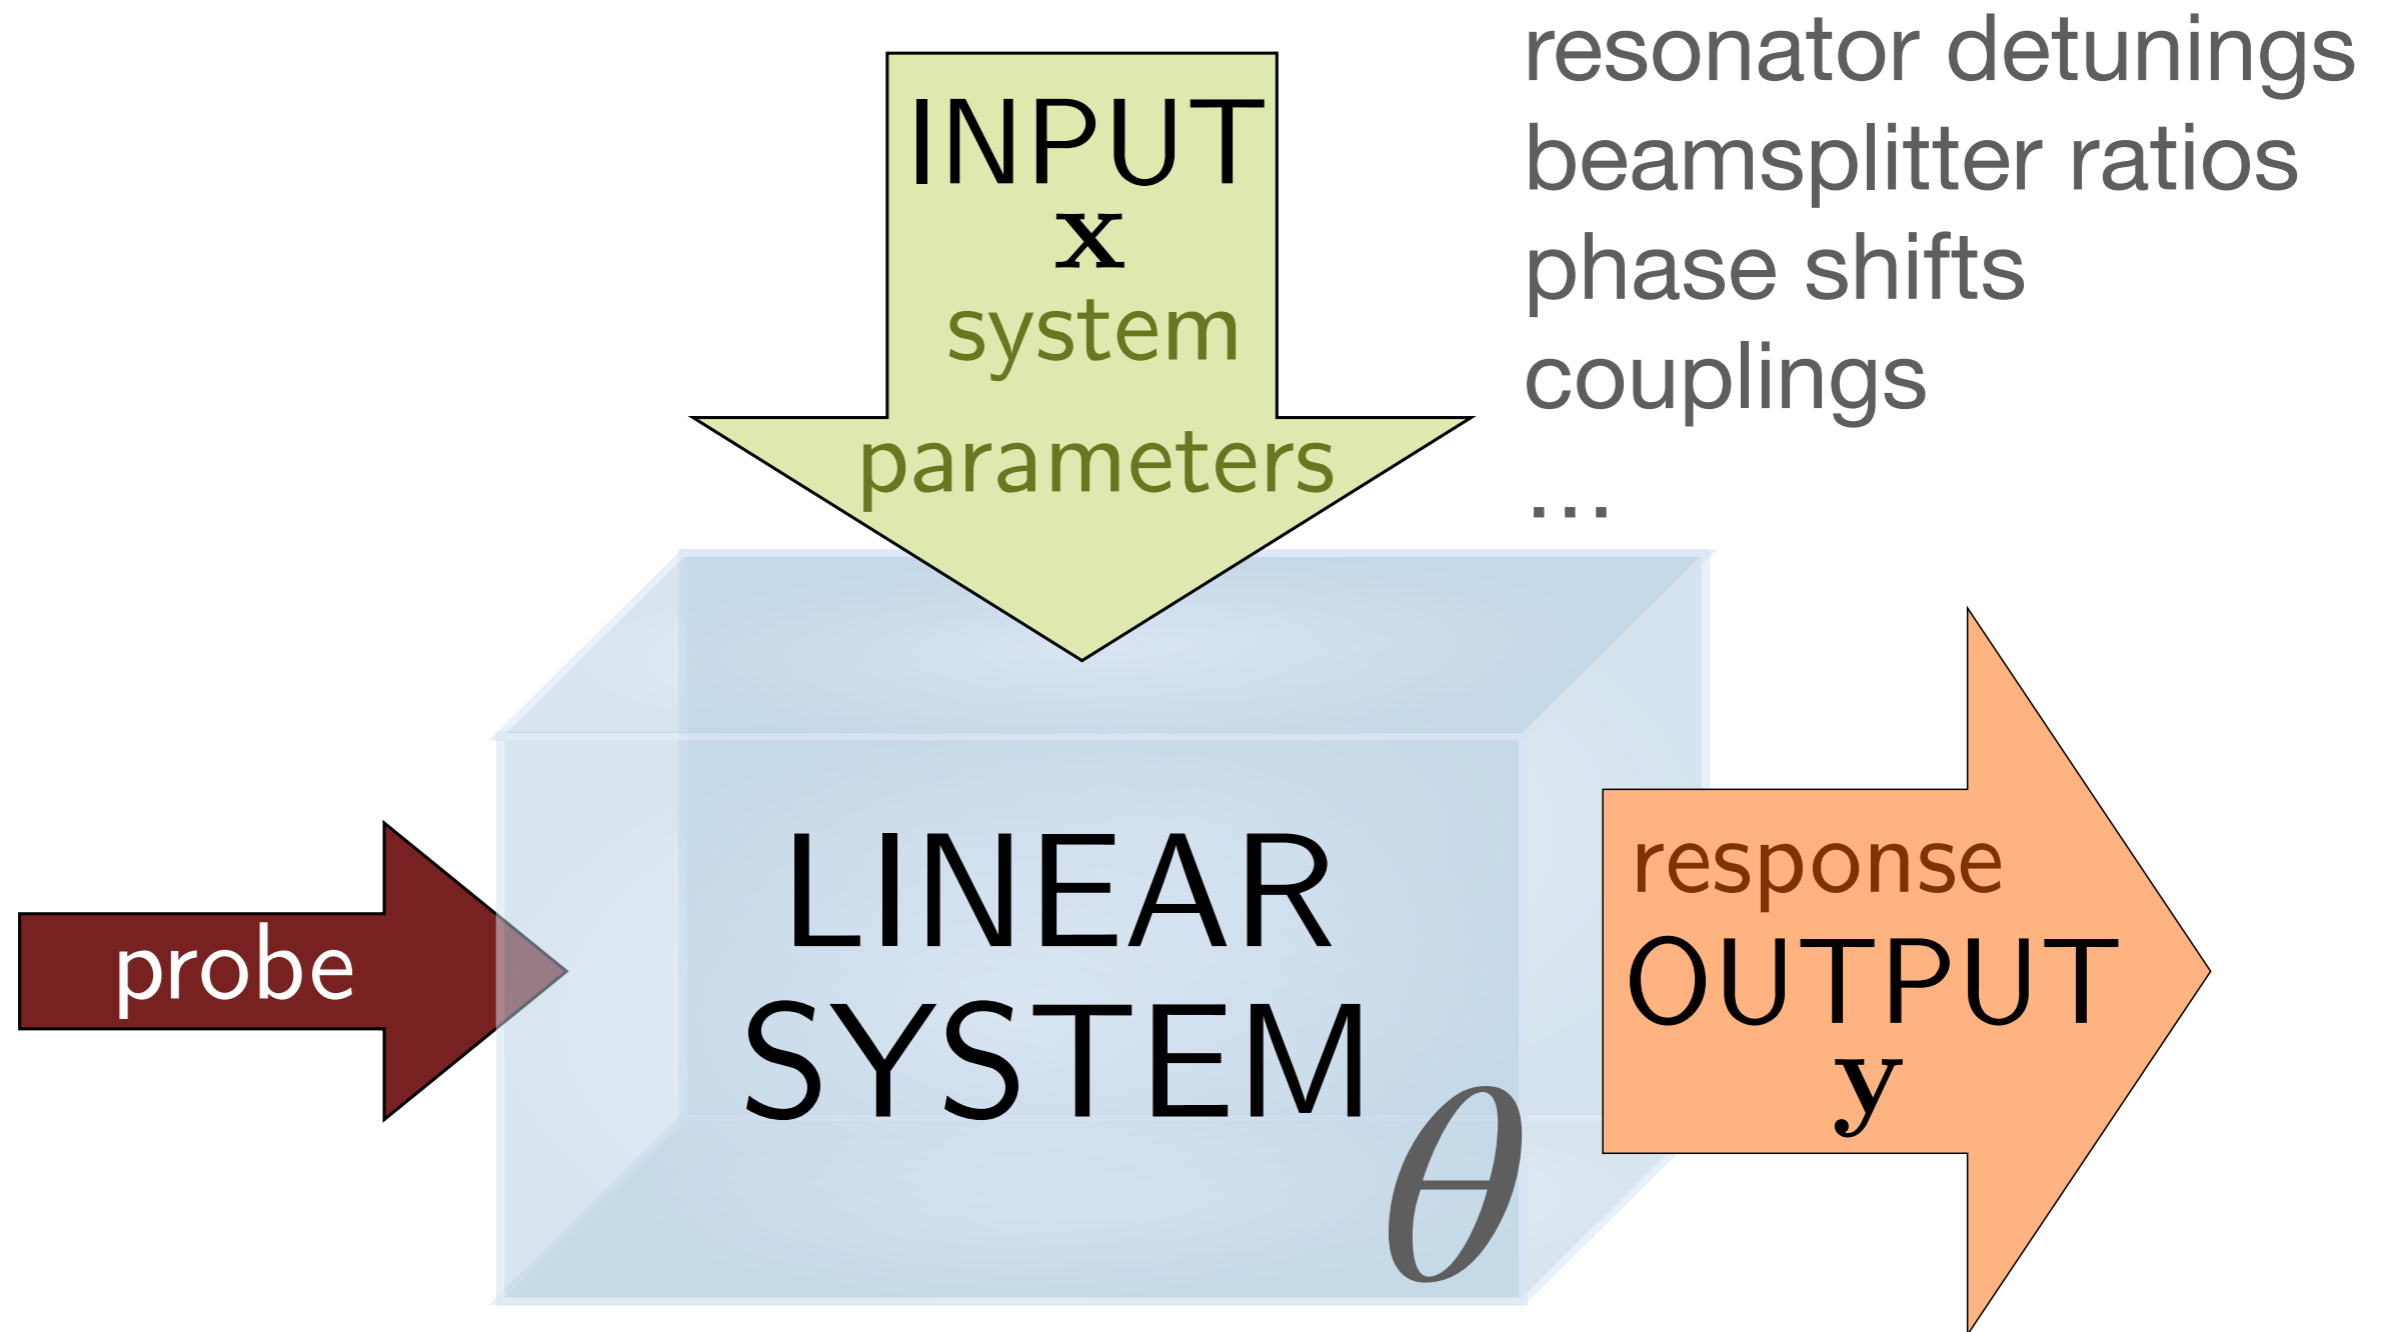 INPUT
x
system
parameters
resonator detunings
beamsplitter ratios
phase shifts
couplings
...
probe
LINEAR
SYSTEM
θ
response
OUTPUT
y